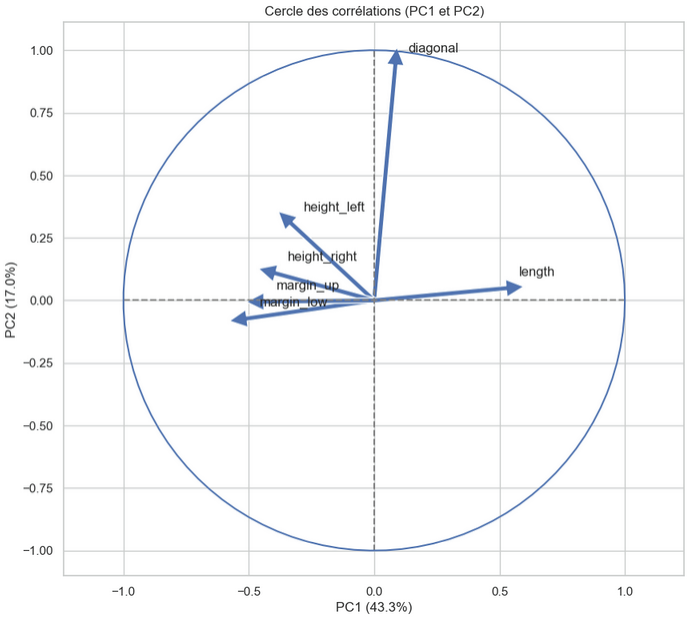 Cercle des corrélations (PC1 et PC2)
diagonal
height_left
height_right
margin_up
margin_low
length
PC2 (17.0%)
1.00
0.75
0.50
0.25
0.00
−0.25
−0.50
−0.75
−1.00
−1.0
−0.5
0.0
0.5
1.0
PC1 (43.3%)